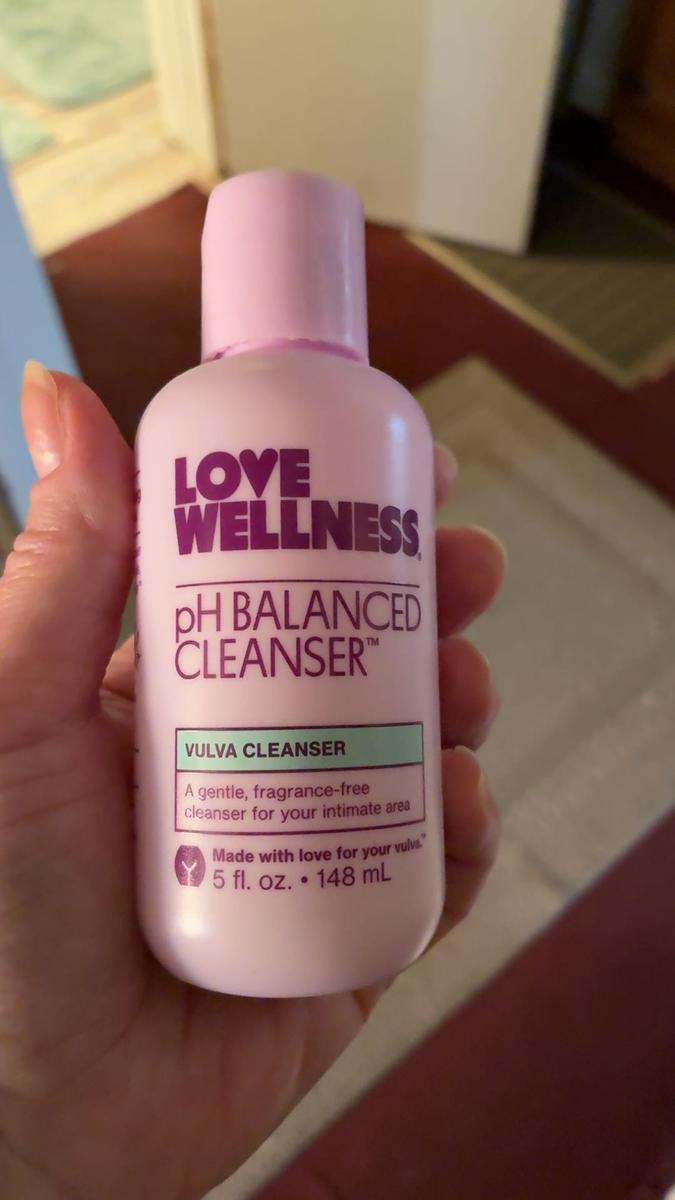 LOVE
WELLNESS®
pH BALANCED
CLEANSER™
VULVA CLEANSER
A gentle, fragrance-free
cleanser for your intimate area
Made with love for your vulva.™
5 fl. oz. • 148 mL